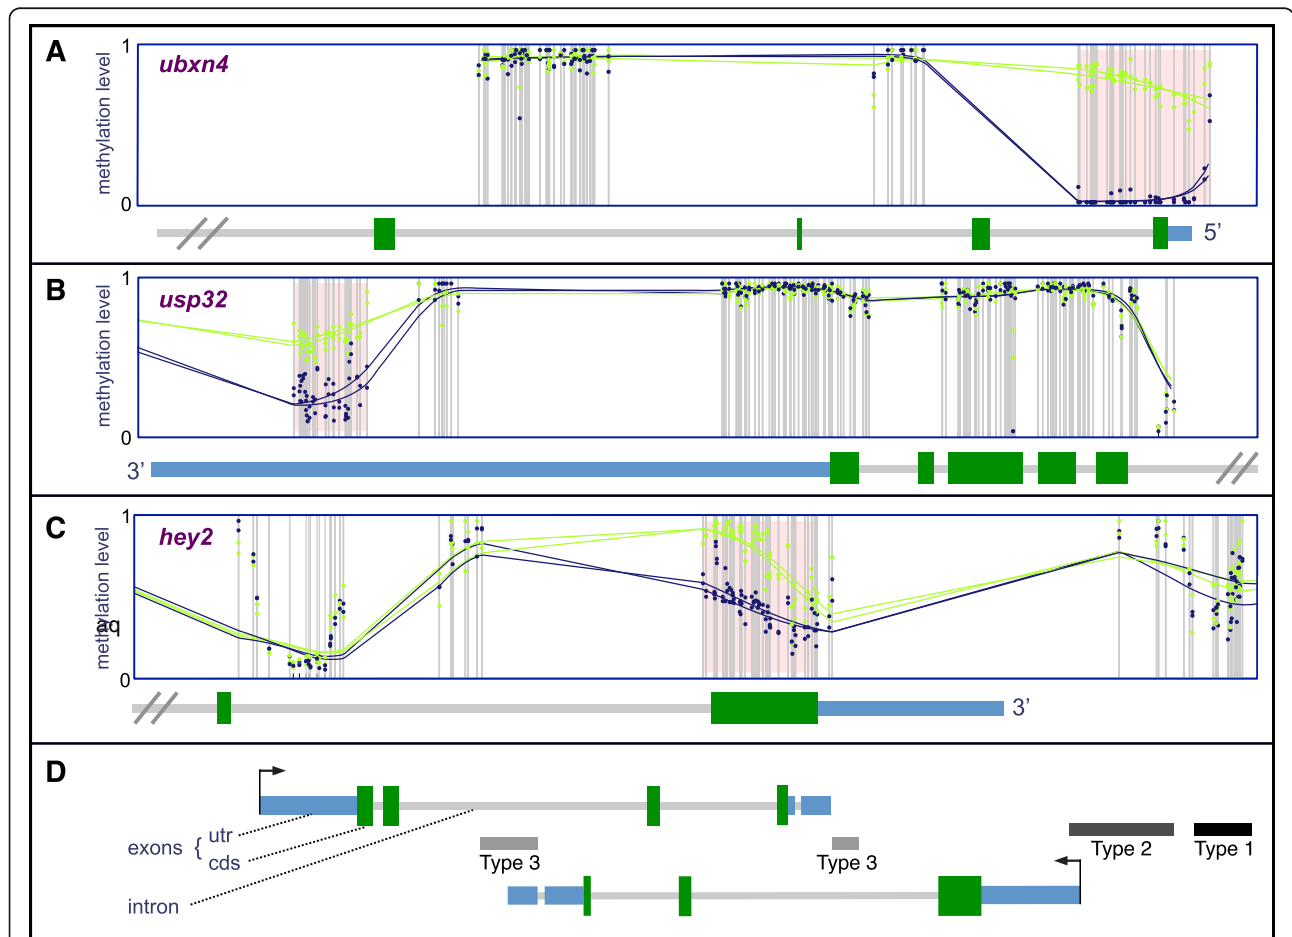 A
1
ubxn4
methylation level
0
5’
B
1
usp32
methylation level
0
3’
C
1
hey2
methylation level
aq
0
3’
D
exons { utr
cds
intron
Type 3
Type 3
Type 2
Type 1